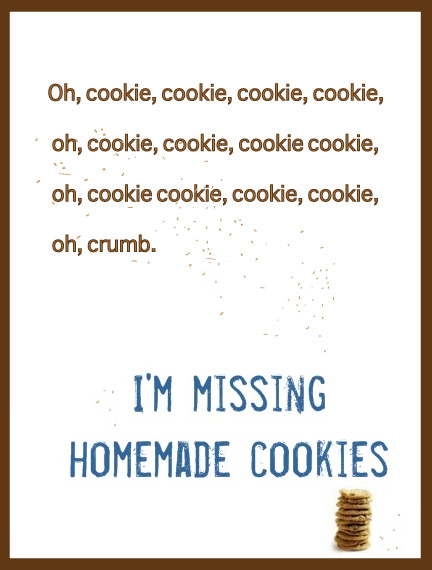 Oh, cookie, cookie, cookie, cookie,
oh, cookie, cookie, cookie cookie,
oh, cookie cookie, cookie, cookie,
oh, crumb.
I'M MISSING
HOMEMADE COOKIES